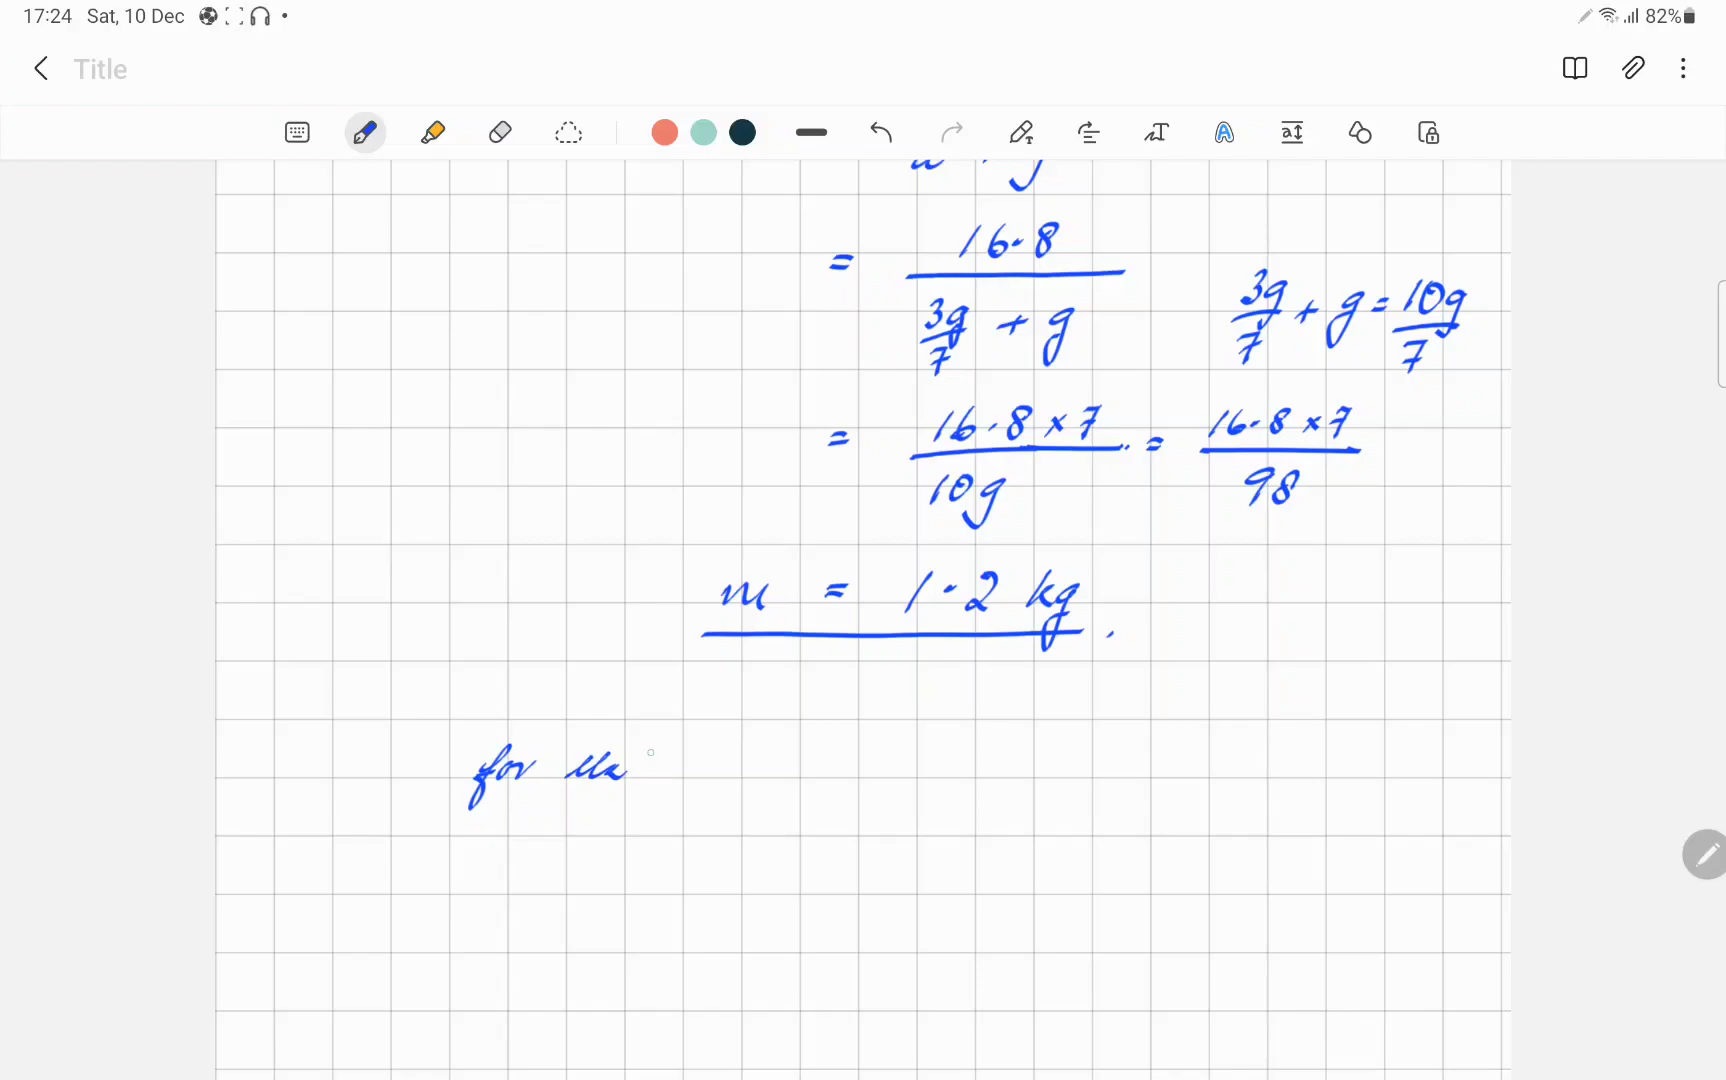 17:24 Sat, 10 Dec 82%
Title
= 16.8 / (3g/7 + g)
3g/7 + g = 10g/7
= 16.8 × 7 / 10g = 16.8 × 7 / 98
m = 1.2 kg.
for